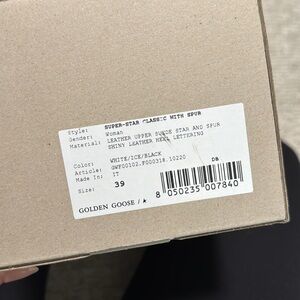 Style: SUPER-STAR CLASSIC WITH SPUR
Gender: Woman
Material: LEATHER UPPER SUEDE STAR AND SPUR
SHINY LEATHER HEEL LETTERING
Color: WHITE/ICE/BLACK
Article: GWF00102.F000318.10220
Made In: IT
DB
Size: 39
8 050235 007840
GOLDEN GOOSE /